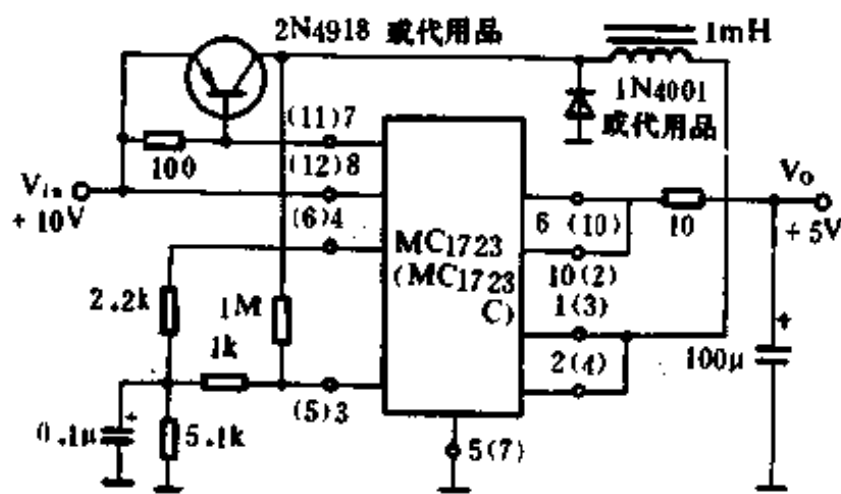 2N4918 或代用品
1mH
1N4001
或代用品
(11)7
100
(12)8
Vin
+10V
(6)4
MC1723
(MC1723
C)
6 (10)
10
Vo
+5V
10(2)
1(3)
2.2k
1M
1k
2(4)
100μ
+
(5)3
0.1μ
+
5.1k
5(7)